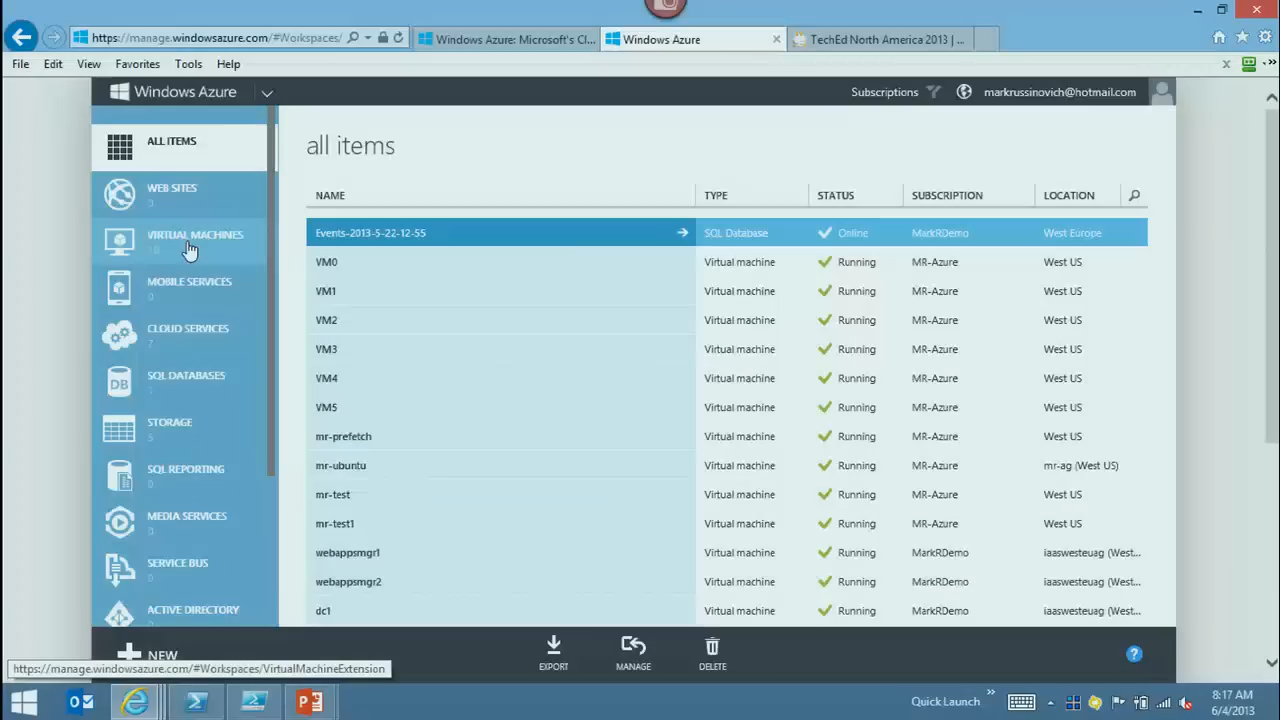 https://manage.windowsazure.com/#Workspaces/
Windows Azure: Microsoft's Cl...
Windows Azure
TechEd North America 2013 | ...
File Edit View Favorites Tools Help
Windows Azure
Subscriptions
markrussinovich@hotmail.com
ALL ITEMS
WEB SITES
0
VIRTUAL MACHINES
MOBILE SERVICES
0
CLOUD SERVICES
7
SQL DATABASES
STORAGE
5
SQL REPORTING
0
MEDIA SERVICES
0
SERVICE BUS
0
ACTIVE DIRECTORY
NEW
all items
NAME TYPE STATUS SUBSCRIPTION LOCATION
Events-2013-5-22-12-55 SQL Database Online MarkRDemo West Europe
VM0 Virtual machine Running MR-Azure West US
VM1 Virtual machine Running MR-Azure West US
VM2 Virtual machine Running MR-Azure West US
VM3 Virtual machine Running MR-Azure West US
VM4 Virtual machine Running MR-Azure West US
VM5 Virtual machine Running MR-Azure West US
mr-prefetch Virtual machine Running MR-Azure West US
mr-ubuntu Virtual machine Running MR-Azure mr-ag (West US)
mr-test Virtual machine Running MR-Azure West US
mr-test1 Virtual machine Running MR-Azure West US
webappsmgr1 Virtual machine Running MarkRDemo iaaswesteuag (West...
webappsmgr2 Virtual machine Running MarkRDemo iaaswesteuag (West...
dc1 Virtual machine Running MarkRDemo iaaswesteuag (West...
EXPORT MANAGE DELETE
https://manage.windowsazure.com/#Workspaces/VirtualMachineExtension
Quick Launch
8:17 AM
6/4/2013